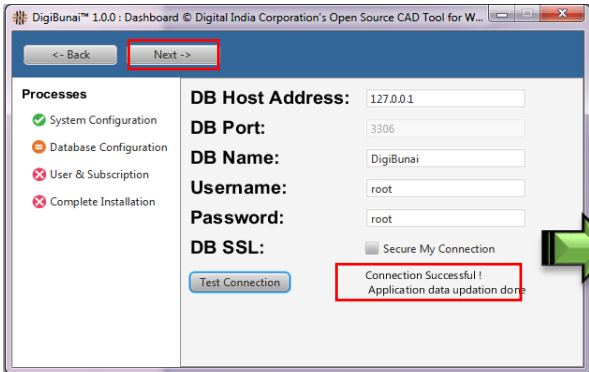 DigiBunai™ 1.0.0 : Dashboard © Digital India Corporation's Open Source CAD Tool for W...
<- Back
Next ->
Processes
System Configuration
Database Configuration
User & Subscription
Complete Installation
DB Host Address:
127.0.0.1
DB Port:
3306
DB Name:
DigiBunai
Username:
root
Password:
root
DB SSL:
Secure My Connection
Test Connection
Connection Successful !
Application data updation done